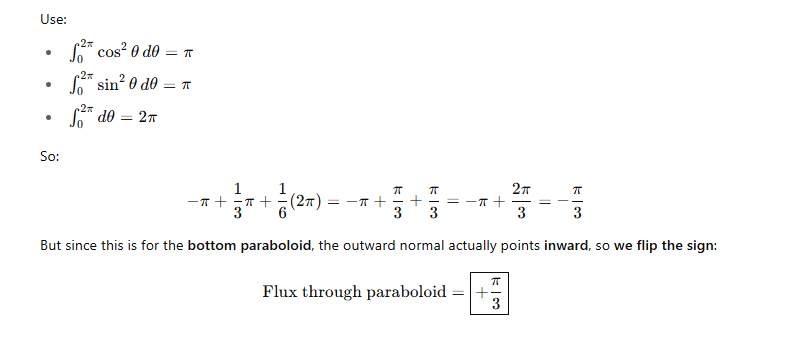 Use:
• ∫₀^{2π} cos² θ dθ = π
• ∫₀^{2π} sin² θ dθ = π
• ∫₀^{2π} dθ = 2π
So:
−π + 1/3 π + 1/6 (2π) = −π + π/3 + π/3 = −π + 2π/3 = −π/3
But since this is for the bottom paraboloid, the outward normal actually points inward, so we flip the sign:
Flux through paraboloid = +π/3